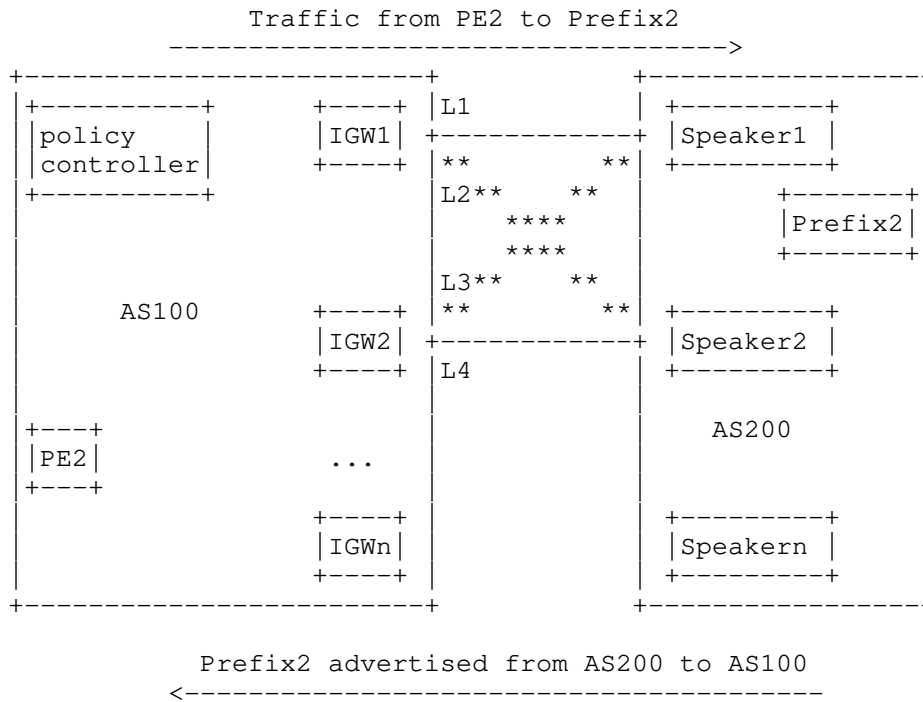 Traffic from PE2 to Prefix2
L1
policy IGW1 Speaker1
controller
L2
Prefix2
L3
AS100
IGW2 Speaker2
L4
AS200
PE2 ...
IGWn Speakern
Prefix2 advertised from AS200 to AS100